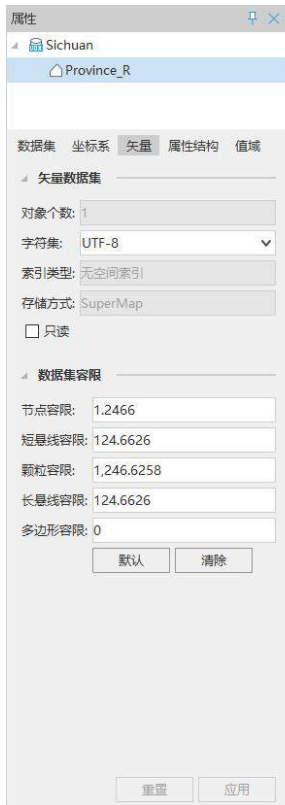 属性
Sichuan
Province_R
数据集 坐标系 矢量 属性结构 值域
矢量数据集
对象个数: 1
字符集: UTF-8
索引类型: 无空间索引
存储方式: SuperMap
只读
数据集容限
节点容限: 1.2466
短悬线容限: 124.6626
颗粒容限: 1,246.6258
长悬线容限: 124.6626
多边形容限: 0
默认 清除
重置 应用